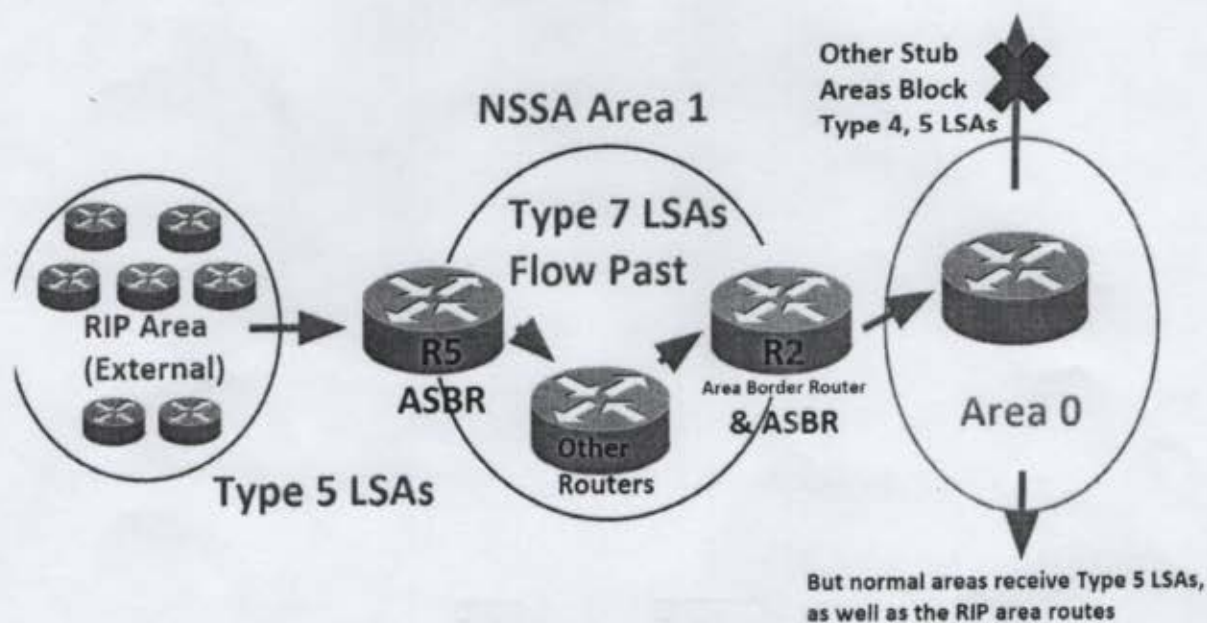 Other Stub
Areas Block
Type 4, 5 LSAs
NSSA Area 1
Type 7 LSAs
Flow Past
RIP Area
(External)
R5
ASBR
R2
Area Border Router
& ASBR
Other
Routers
Area 0
Type 5 LSAs
But normal areas receive Type 5 LSAs,
as well as the RIP area routes